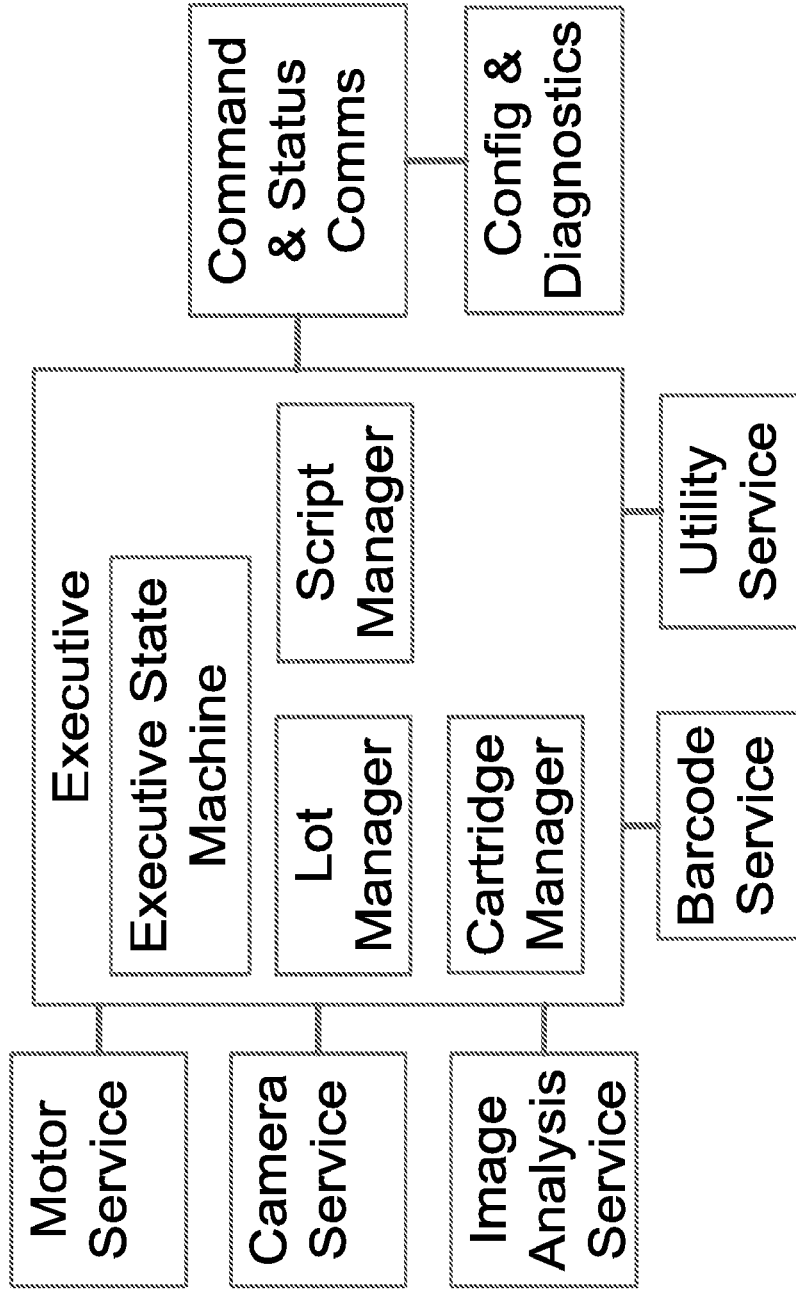 Motor
Service
Camera
Service
Image
Analysis
Service
Executive
Executive State
Machine
Lot
Manager
Script
Manager
Cartridge
Manager
Command
& Status
Comms
Config &
Diagnostics
Barcode
Service
Utility
Service